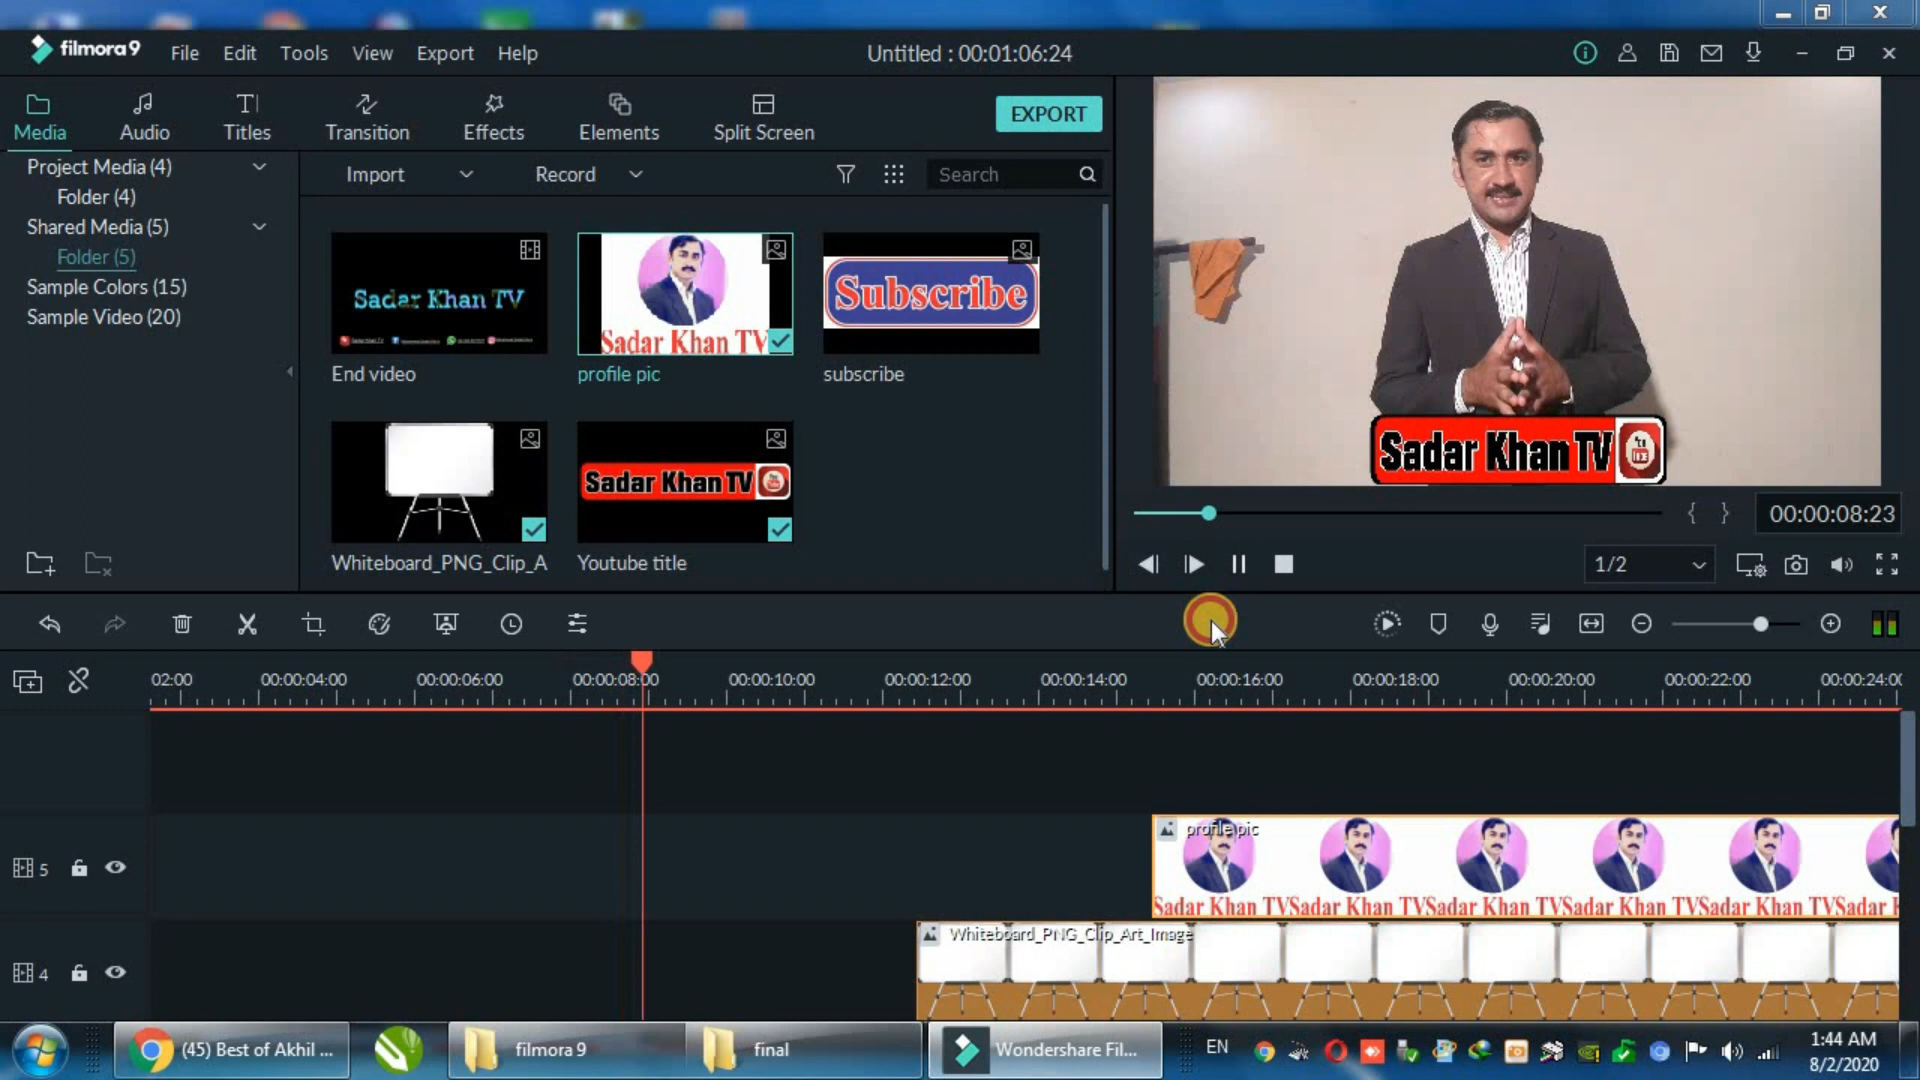 filmora 9 File Edit Tools View Export Help Untitled : 00:01:06:24
Media Audio Titles Transition Effects Elements Split Screen EXPORT
Project Media (4)
Folder (4)
Shared Media (5)
Folder (5)
Sample Colors (15)
Sample Video (20)
Import Record Search
Sadar Khan TV
End video
Sadar Khan TV
profile pic
Subscribe
subscribe
Whiteboard_PNG_Clip_A
Sadar Khan TV
Youtube title
Sadar Khan TV
{ } 00:00:08:23
1/2
02:00 00:00:04:00 00:00:06:00 00:00:08:00 00:00:10:00 00:00:12:00 00:00:14:00 00:00:16:00 00:00:18:00 00:00:20:00 00:00:22:00 00:00:24:00
5
profile pic
Sadar Khan TVSadar Khan TVSadar Khan TVSadar Khan TVSadar Khan TVSadar K
4
Whiteboard_PNG_Clip_Art_Image
(45) Best of Akhil ... filmora 9 final Wondershare Fil... EN 1:44 AM
8/2/2020